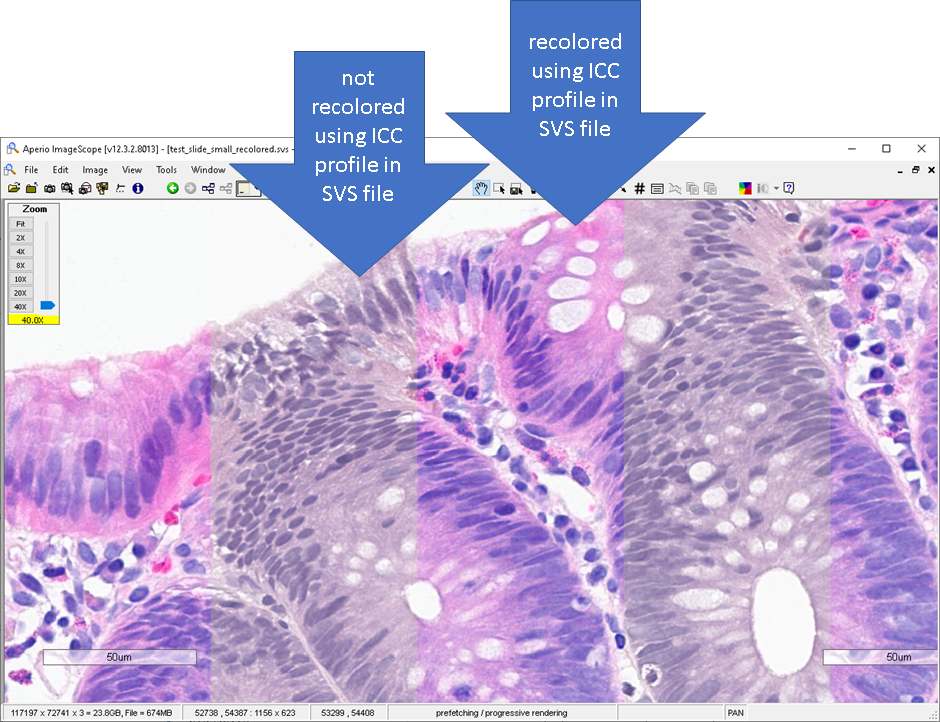 recolored
using ICC
profile in
SVS file
not
recolored
using ICC
profile in
SVS file
Aperio ImageScope [v12.3.2.8013] - [test_slide_small_recolored.svs -
File Edit Image View Tools Window
Zoom
Fit
2X
4X
8X
10X
20X
40X
40.0X
50um 50um
117197 x 72741 x 3 = 23.8GB, File = 674MB 52738 , 54387 : 1156 x 623 53299 , 54408 prefetching / progressive rendering PAN